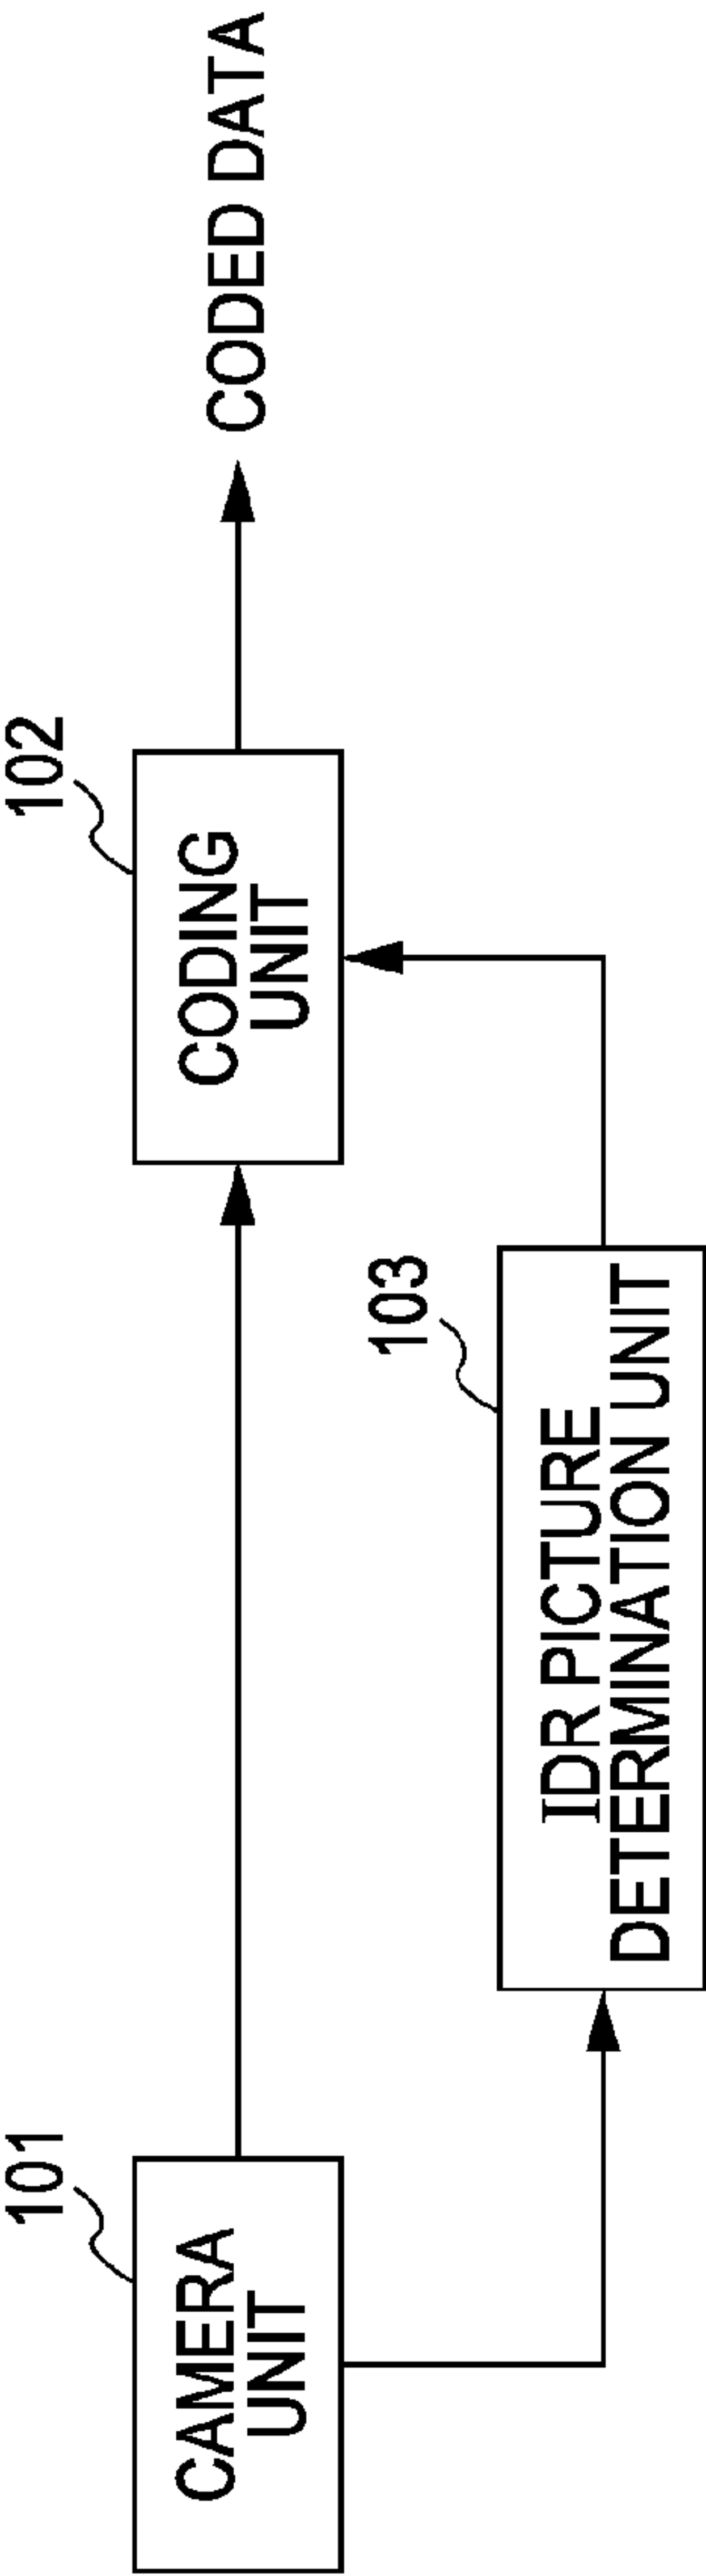 101
CAMERA
UNIT
102
CODING
UNIT
CODED DATA
103
IDR PICTURE
DETERMINATION UNIT